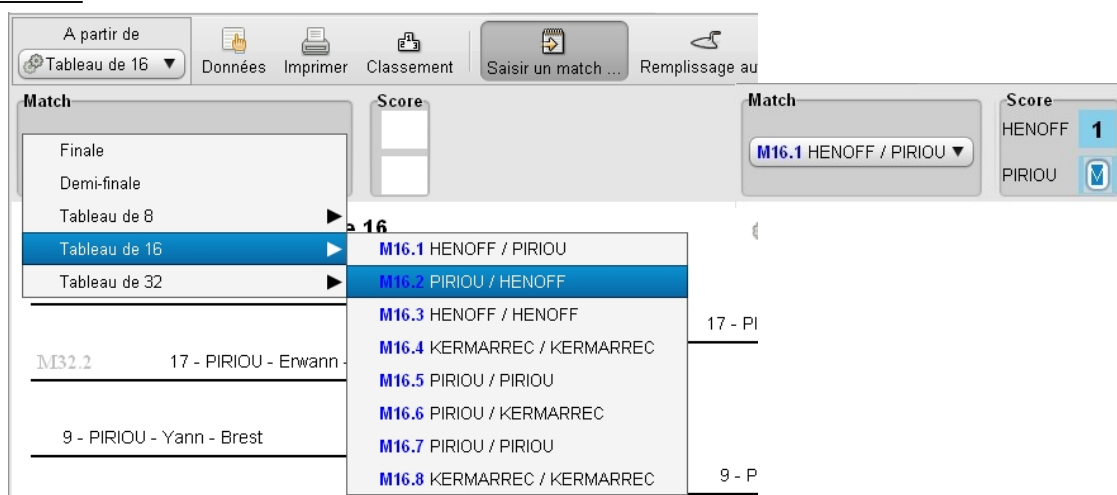 A partir de
Tableau de 16
Données
Imprimer
Classement
Saisir un match ...
Remplissage au
Match
Score
Finale
Demi-finale
Tableau de 8
Tableau de 16
Tableau de 32
e 16
M16.1 HENOFF / PIRIOU
M16.2 PIRIOU / HENOFF
M16.3 HENOFF / HENOFF
M16.4 KERMARREC / KERMARREC
M16.5 PIRIOU / PIRIOU
M16.6 PIRIOU / KERMARREC
M16.7 PIRIOU / PIRIOU
M16.8 KERMARREC / KERMARREC
M32.2
17 - PIRIOU - Erwann -
9 - PIRIOU - Yann - Brest
17 - PI
9 - P
Match
M16.1 HENOFF / PIRIOU
Score
HENOFF 1
PIRIOU V